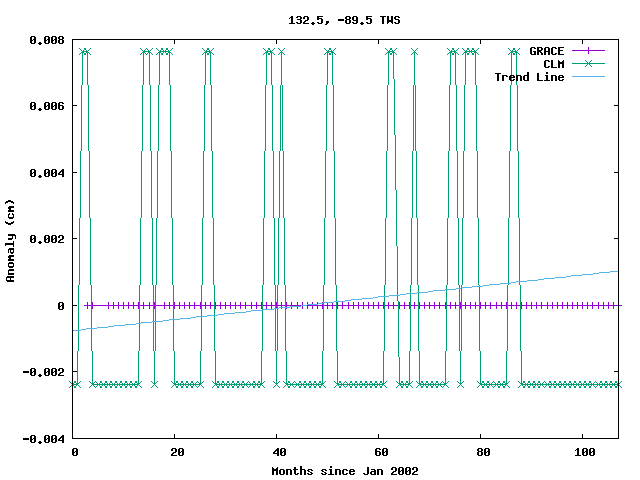 132.5, -89.5 TWS
GRACE
CLM
Trend Line
0.008
0.006
0.004
0.002
0
-0.002
-0.004
Anomaly (cm)
0 20 40 60 80 100
Months since Jan 2002